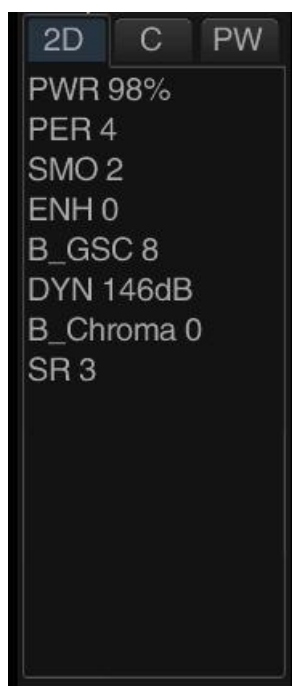 2D C PW
PWR 98%
PER 4
SMO 2
ENH 0
B_GSC 8
DYN 146dB
B_Chroma 0
SR 3